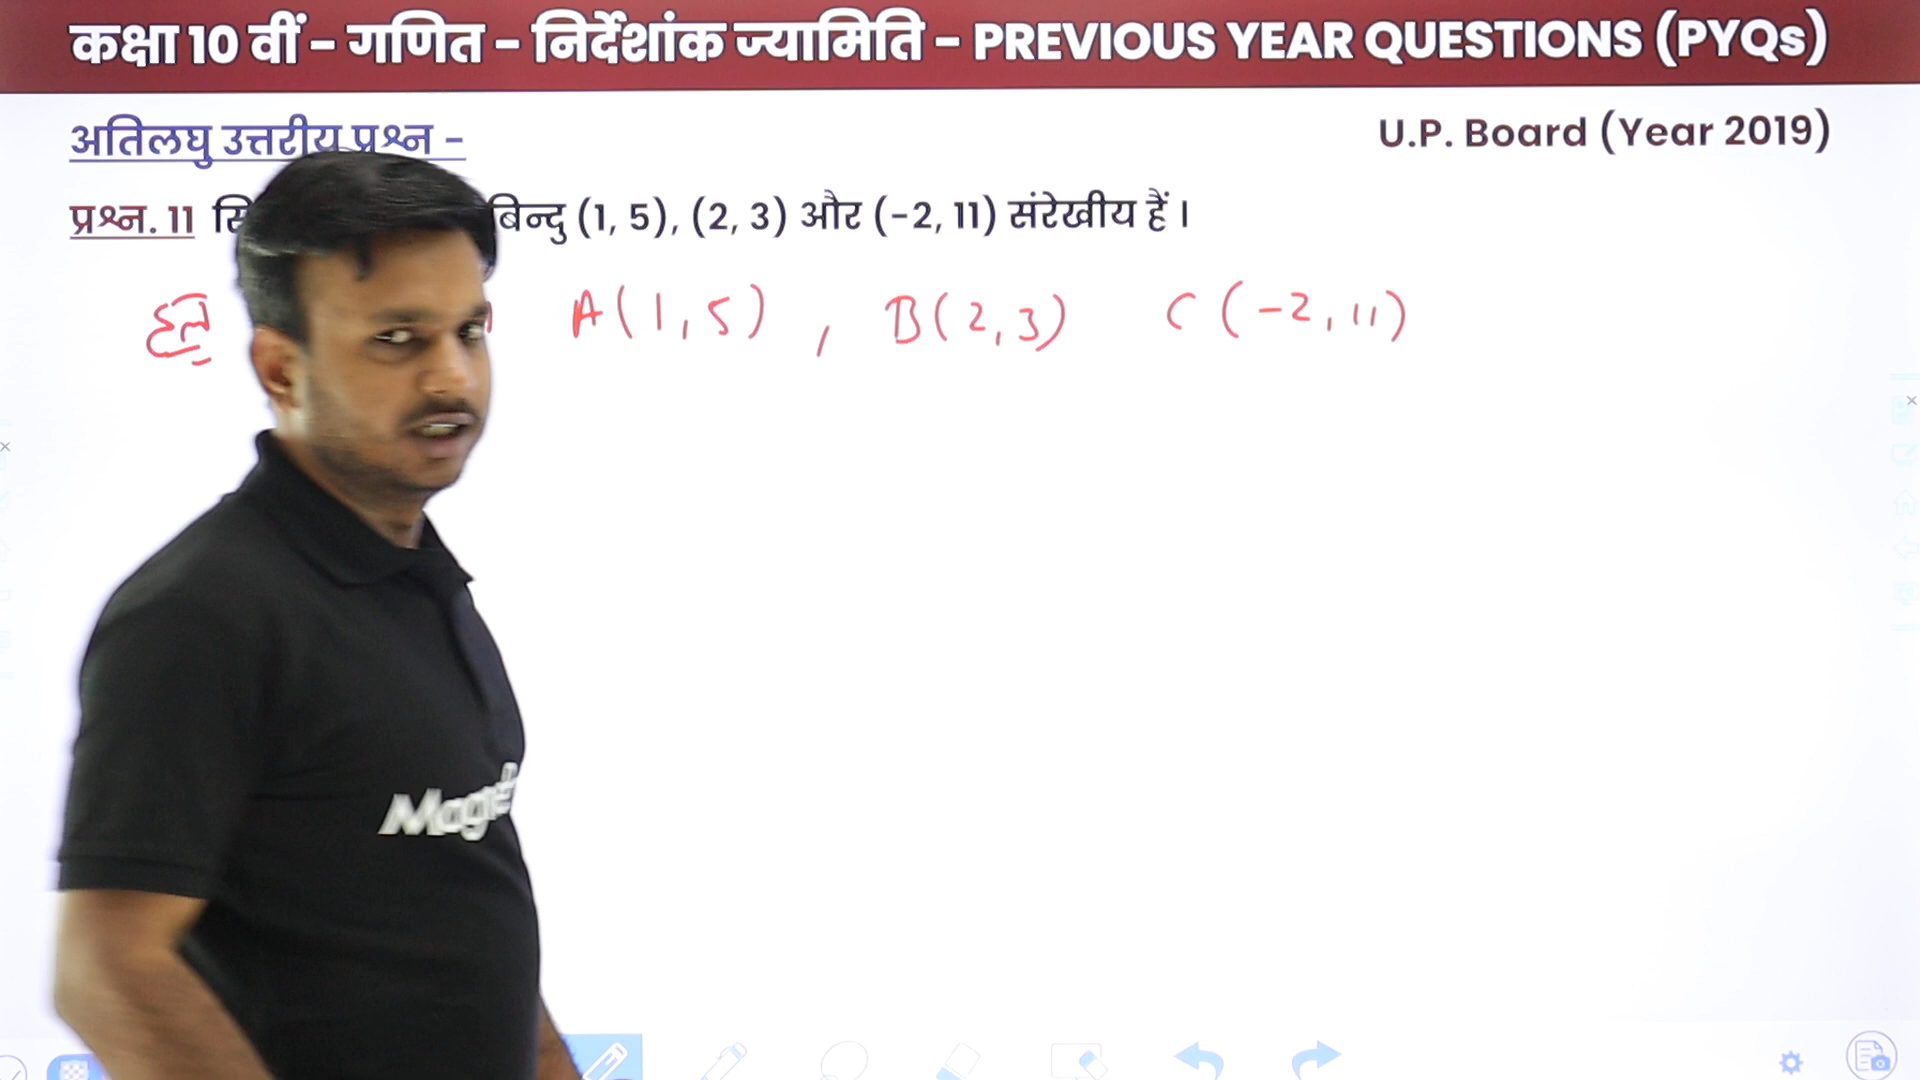 कक्षा 10 वीं - गणित - निर्देशांक ज्यामिति - PREVIOUS YEAR QUESTIONS (PYQs)
अतिलघु उत्तरीय प्रश्न -
U.P. Board (Year 2019)
प्रश्न. 11 बिन्दु (1, 5), (2, 3) और (-2, 11) संरेखीय हैं ।
हल A(1,5) , B(2,3) C(-2,11)